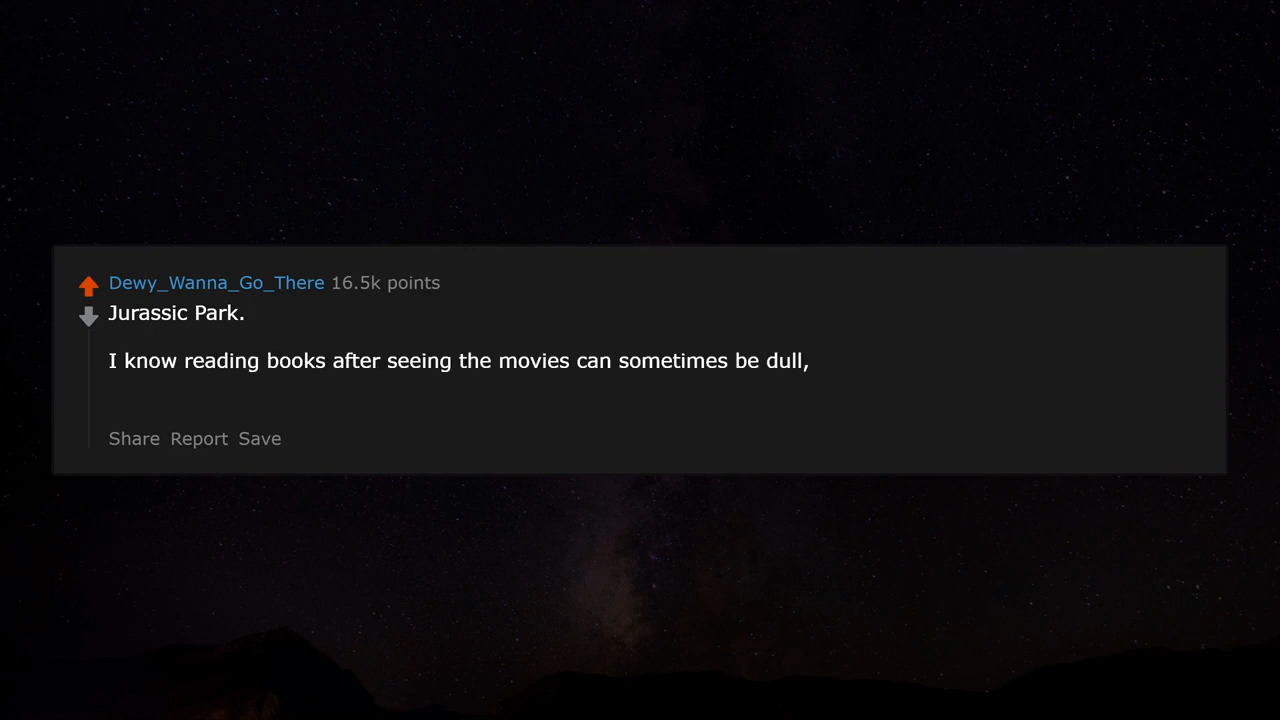 Dewy_Wanna_Go_There 16.5k points
Jurassic Park.
I know reading books after seeing the movies can sometimes be dull,
Share Report Save